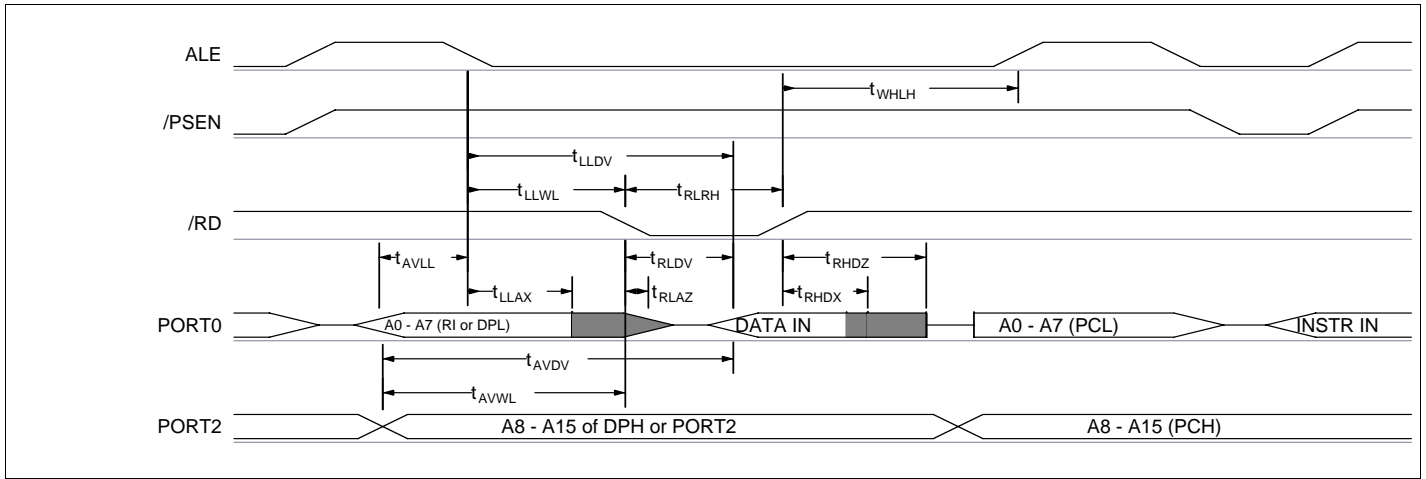 ALE
tWHLH
/PSEN
tLLDV
tLLWL
tRLRH
/RD
tAVLL
tRLDV
tRHDZ
tLLAX
tRLAZ
tRHDX
PORT0
A0 - A7 (RI or DPL)
DATA IN
A0 - A7 (PCL)
INSTR IN
tAVDV
tAVWL
PORT2
A8 - A15 of DPH or PORT2
A8 - A15 (PCH)